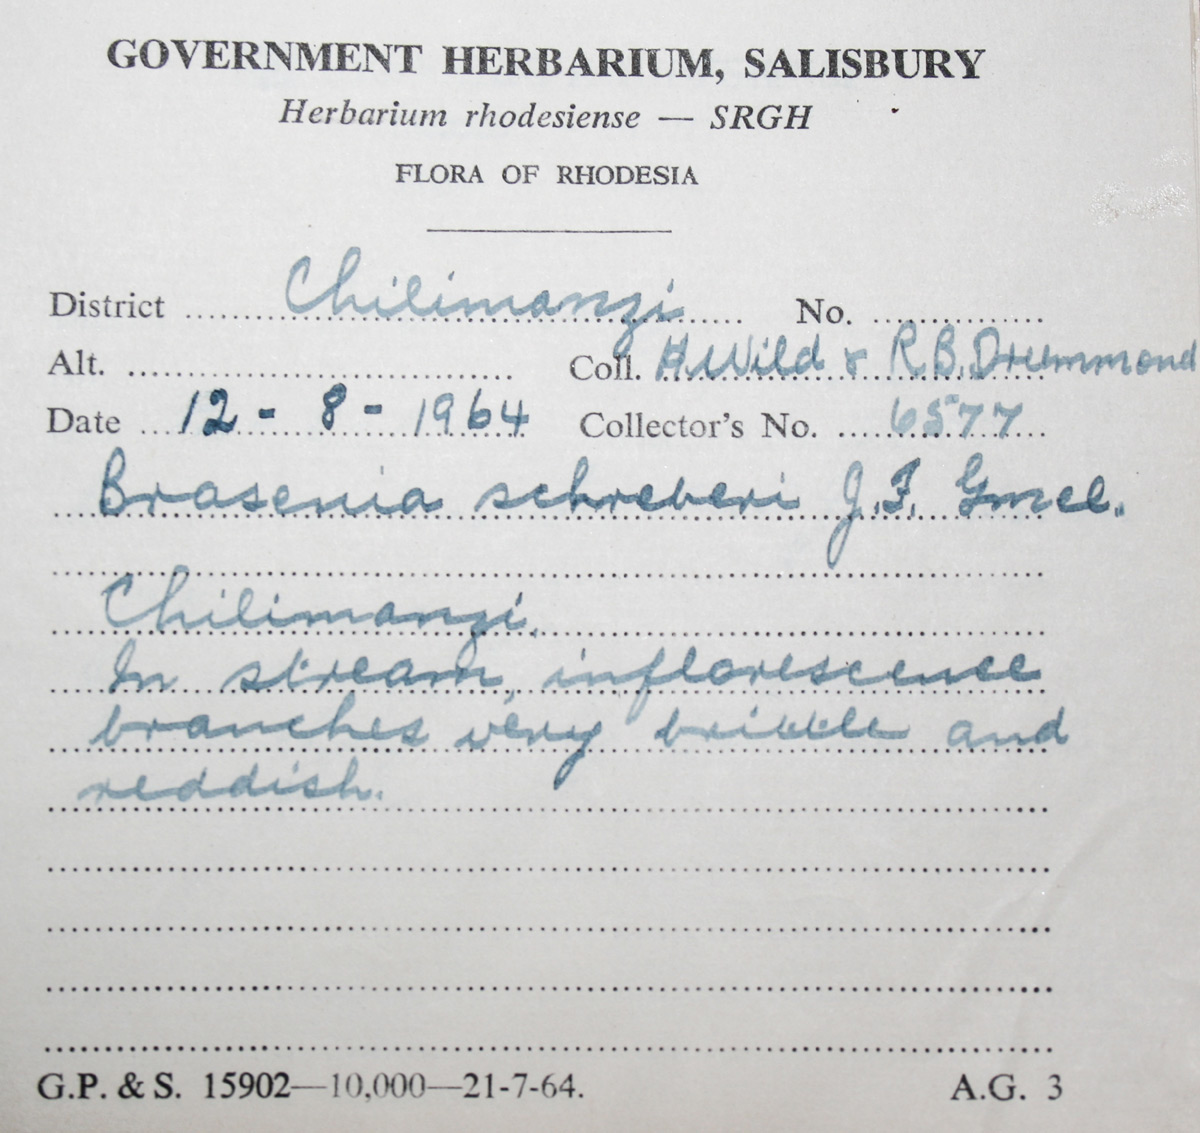 GOVERNMENT HERBARIUM, SALISBURY
Herbarium rhodesiense — SRGH
FLORA OF RHODESIA
District Chilimanzi No.
Alt. Coll. H. Wild & R.B. Drummond
Date 12 - 8 - 1964 Collector's No. 6577
Brasenia schreberi J.F. Gmel.
Chilimanzi.
In stream, inflorescence
branches very brittle and
reddish.
G.P. & S. 15902—10,000—21-7-64. A.G. 3